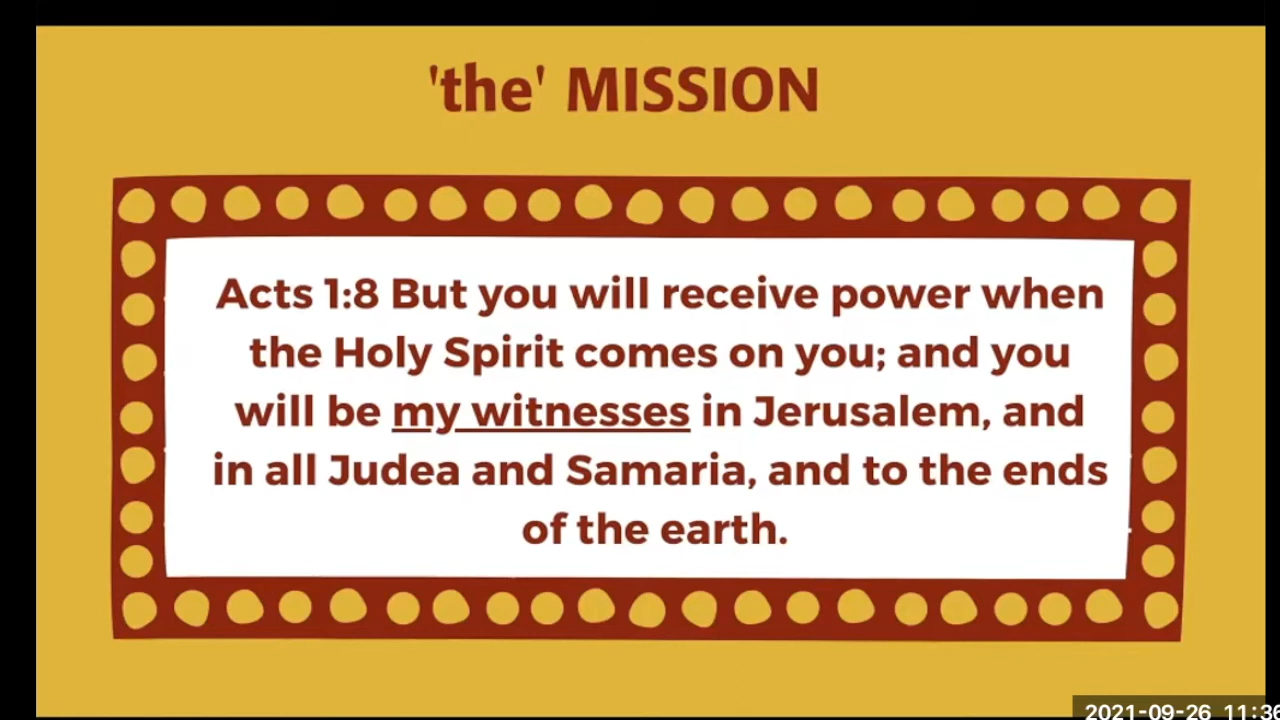 'the' MISSION
Acts 1:8 But you will receive power when
the Holy Spirit comes on you; and you
will be my witnesses in Jerusalem, and
in all Judea and Samaria, and to the ends
of the earth.
2021-09-26 11:36